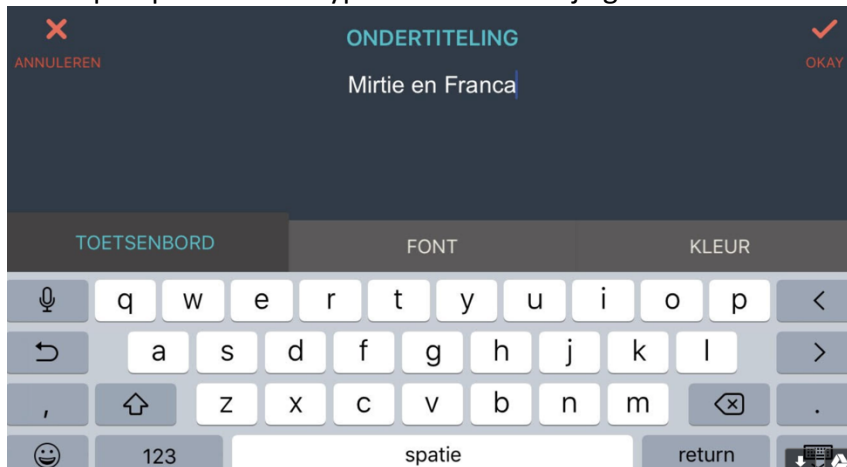 ONDERTITELING
ANNULEREN
OKAY
Mirtie en Franca
TOETSENBORD FONT KLEUR
q w e r t y u i o p <
a s d f g h j k l >
, z x c v b n m .
123 spatie return